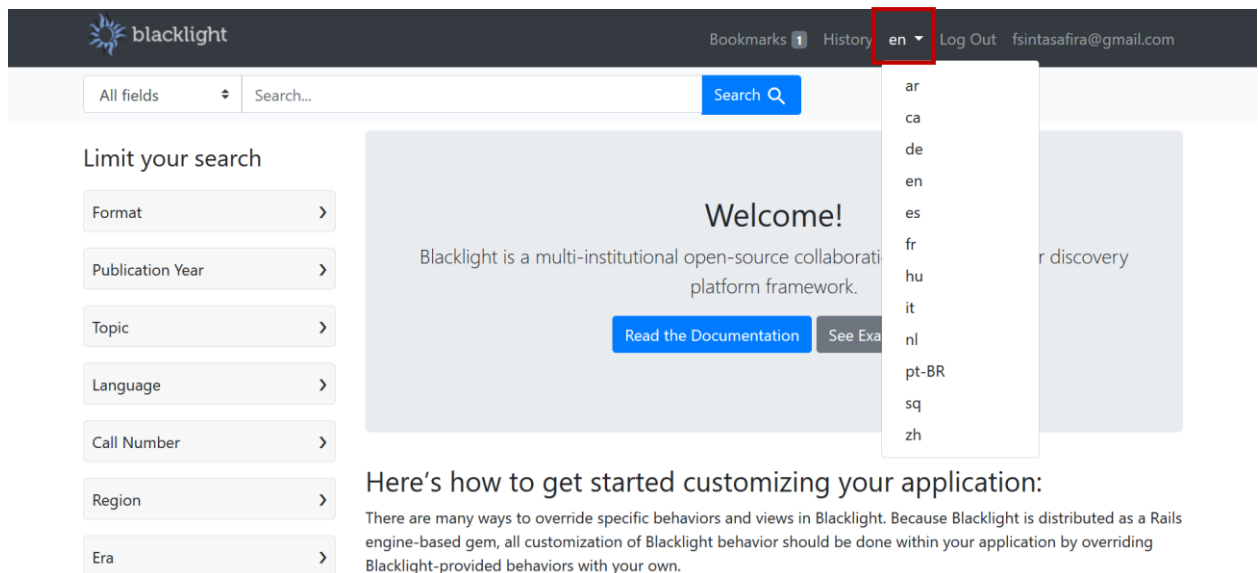 blacklight
Bookmarks 1 History en Log Out fsintasafira@gmail.com
All fields Search... Search
ar
ca
de
en
es
fr
hu
it
nl
pt-BR
sq
zh
Limit your search
Format
Publication Year
Topic
Language
Call Number
Region
Era
Welcome!
Blacklight is a multi-institutional open-source r discovery
platform framework.
Read the Documentation See
Here's how to get started customizing your application:
There are many ways to override specific behaviors and views in Blacklight. Because Blacklight is distributed as a Rails
engine-based gem, all customization of Blacklight behavior should be done within your application by overriding
Blacklight-provided behaviors with your own.